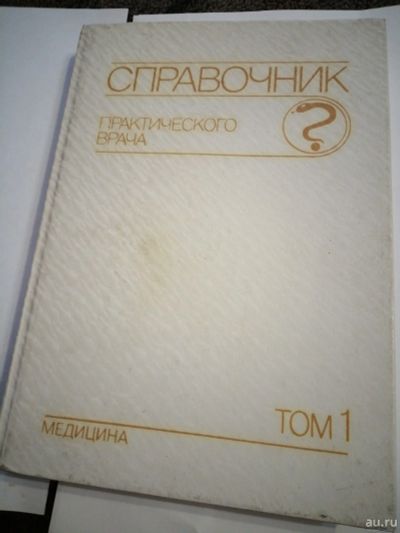 СПРАВОЧНИК
ПРАКТИЧЕСКОГО
ВРАЧА
МЕДИЦИНА
ТОМ 1
au.ru